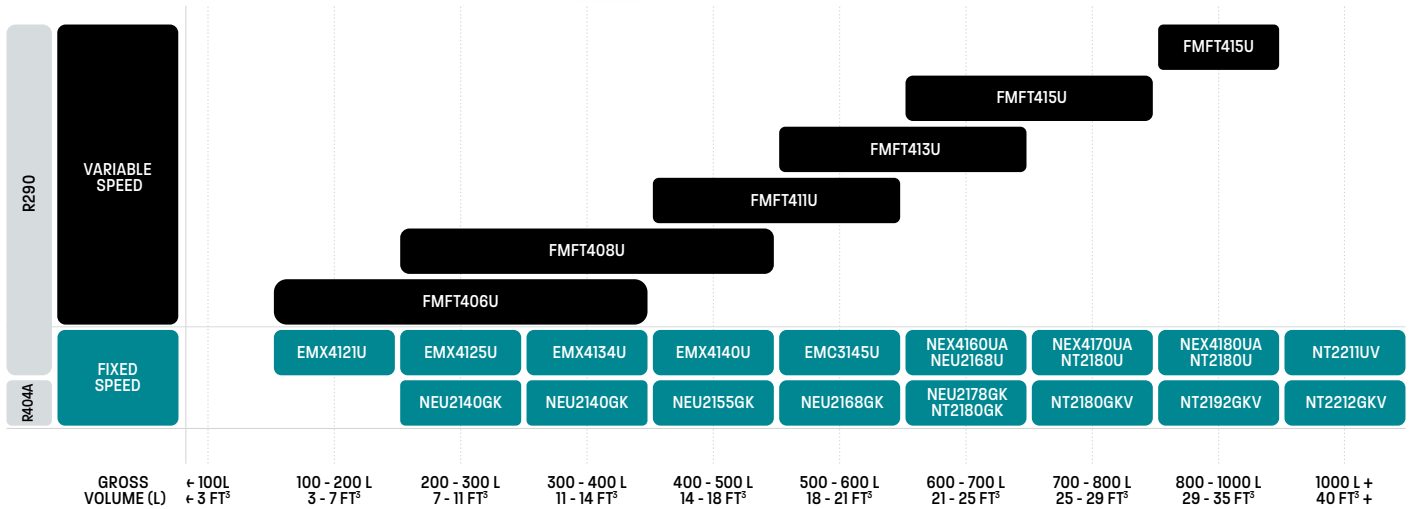 R290
VARIABLE
SPEED
FMFT415U
FMFT415U
FMFT413U
FMFT411U
FMFT408U
FMFT406U
FIXED
SPEED
EMX4121U
EMX4125U
EMX4134U
EMX4140U
EMC3145U
NEX4160UA
NEU2168U
NEX4170UA
NT2180U
NEX4180UA
NT2180U
NT2211UV
R404A
NEU2140GK
NEU2140GK
NEU2155GK
NEU2168GK
NEU2178GK
NT2180GK
NT2180GKV
NT2192GKV
NT2212GKV
GROSS
VOLUME (L)
← 100L
← 3 FT³
100 - 200 L
3 - 7 FT³
200 - 300 L
7 - 11 FT³
300 - 400 L
11 - 14 FT³
400 - 500 L
14 - 18 FT³
500 - 600 L
18 - 21 FT³
600 - 700 L
21 - 25 FT³
700 - 800 L
25 - 29 FT³
800 - 1000 L
29 - 35 FT³
1000 L +
40 FT³ +